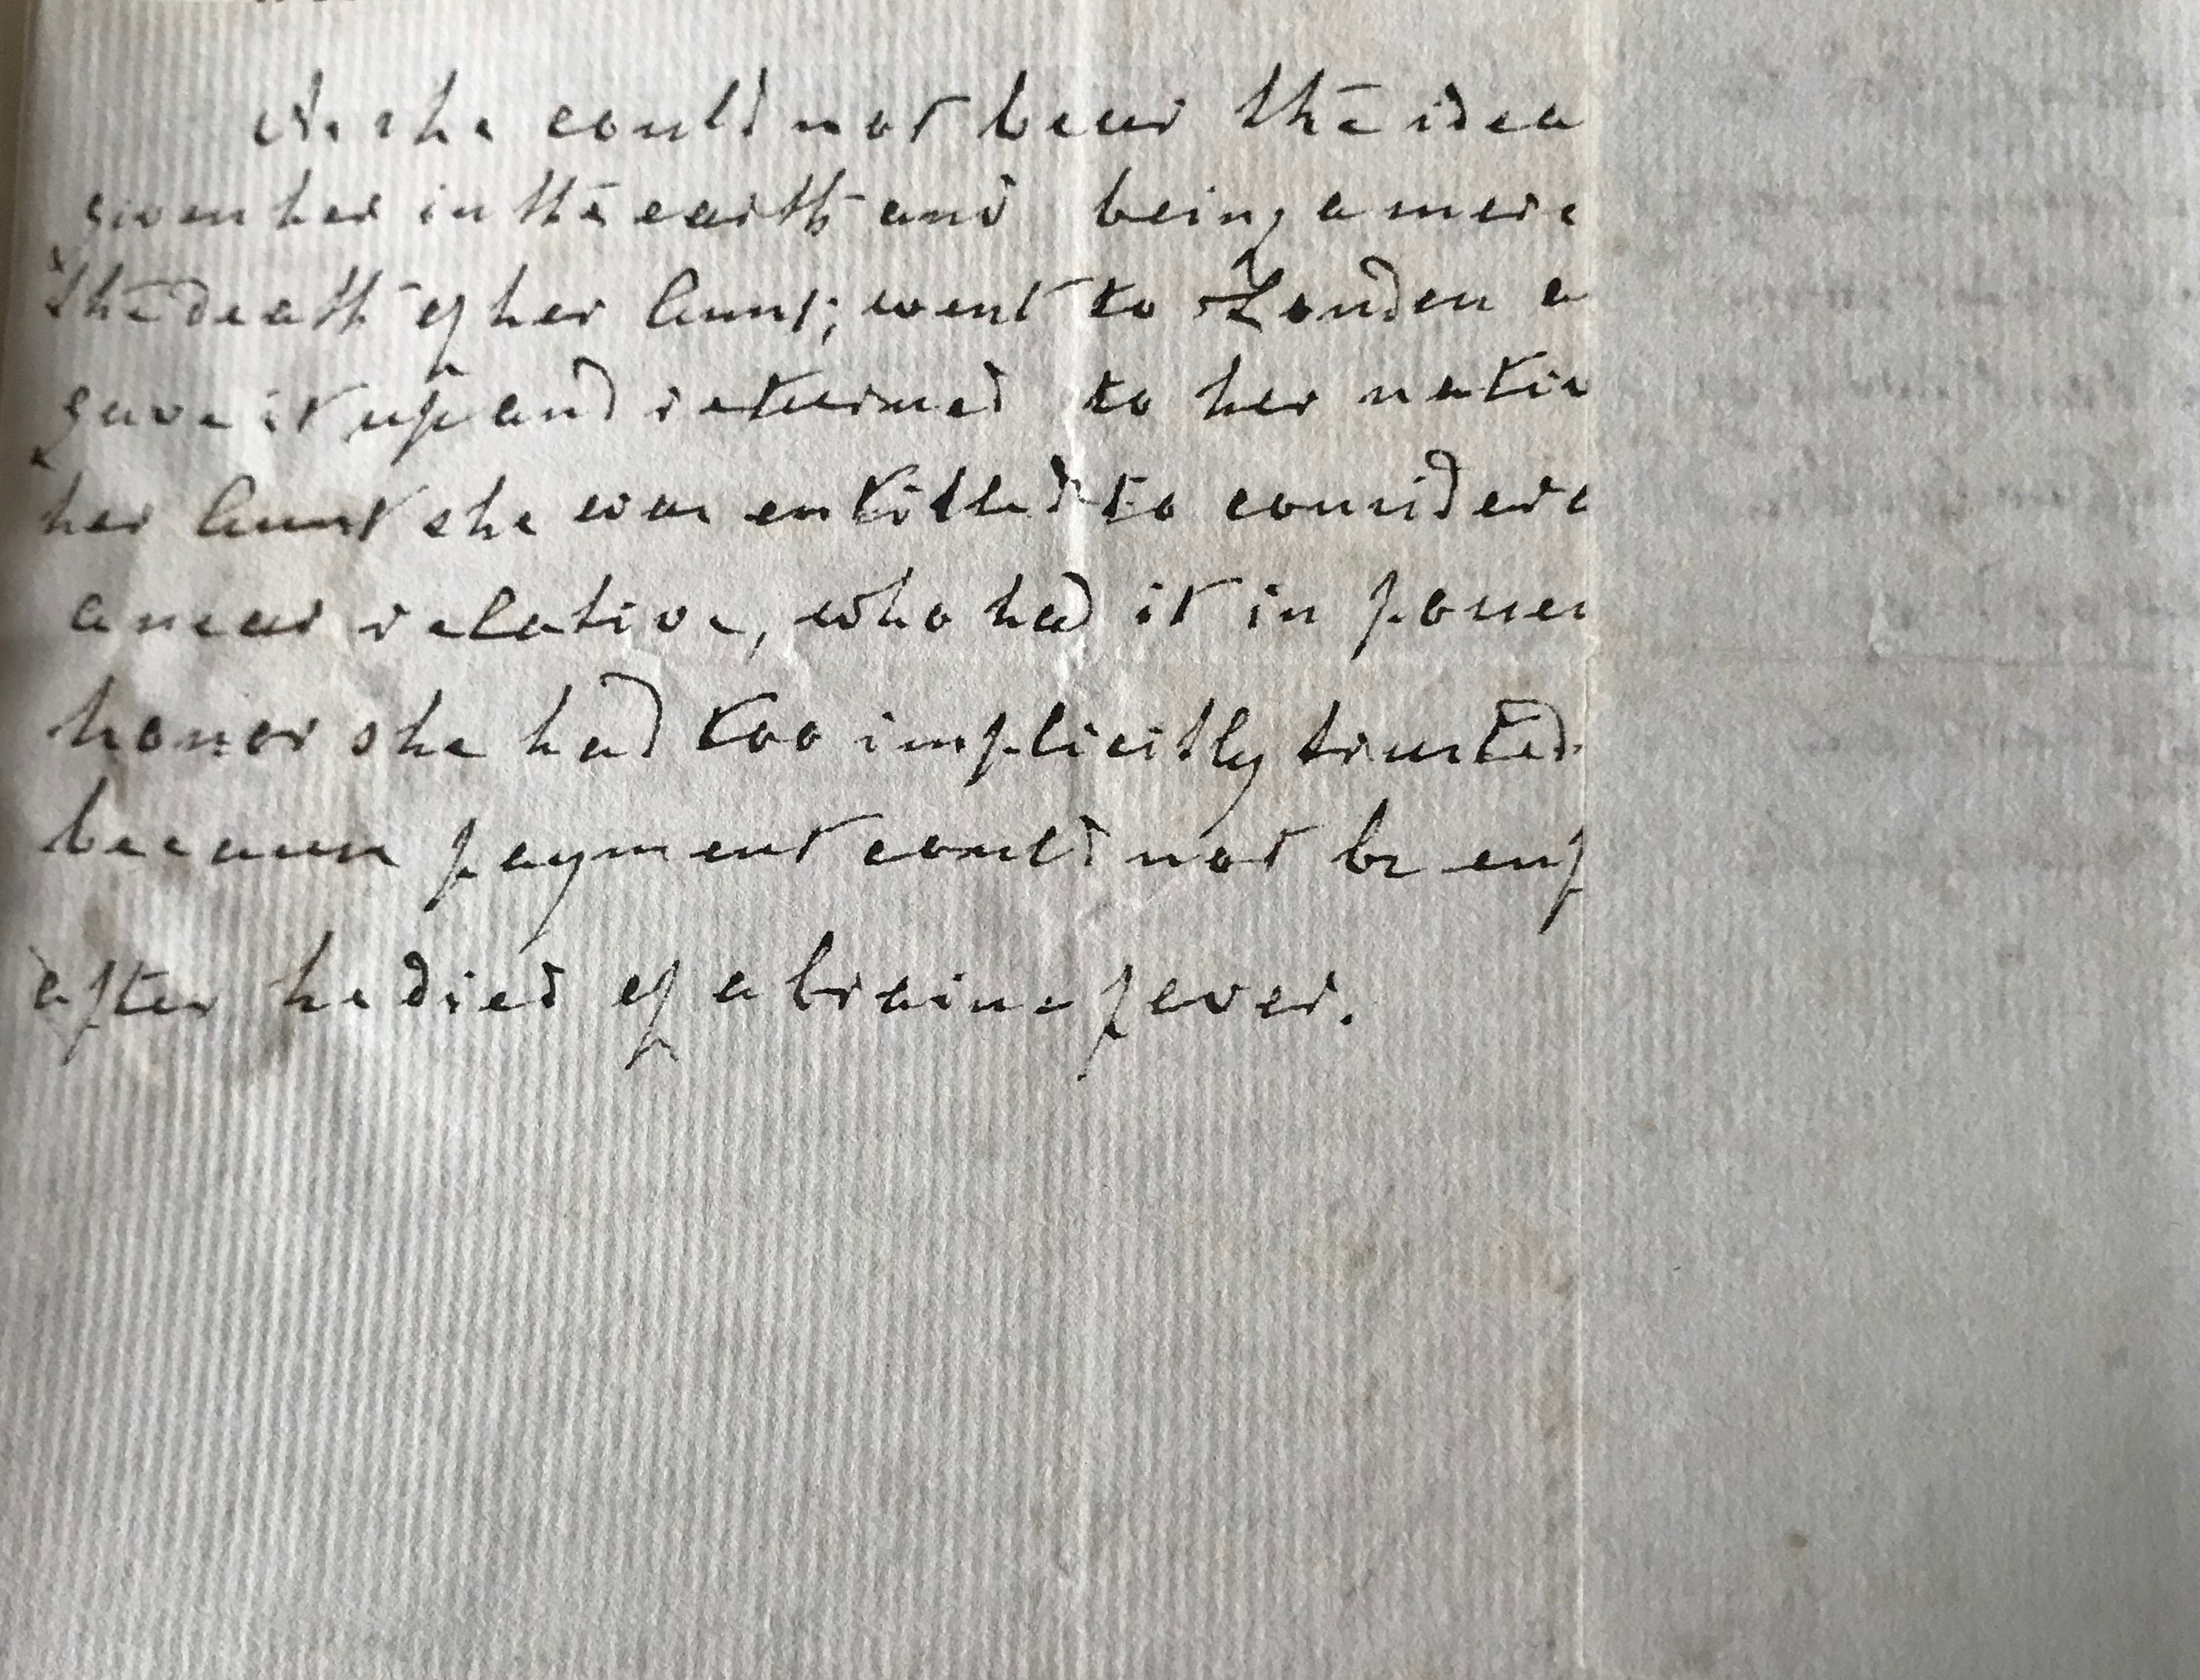 As she could not bear the idea
given her in the earth and being a mere
the death of her Aunt; went to London a
gave it up and returned to her nativ
her Aunt she was entitled to considera
a near relative, who had it in posses
honor she had too implicitly trusted.
because payment could not be enf
after he died of a braine fever.